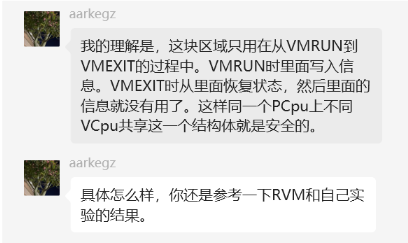 aarkegz
我的理解是，这块区域只用在从VMRUN到
VMEXIT的过程中。VMRUN时里面写入信
息。VMEXIT时从里面恢复状态，然后里面的
信息就没有用了。这样同一个PCpu上不同
VCpu共享这一个结构体就是安全的。
aarkegz
具体怎么样，你还是参考一下RVM和自己实
验的结果。